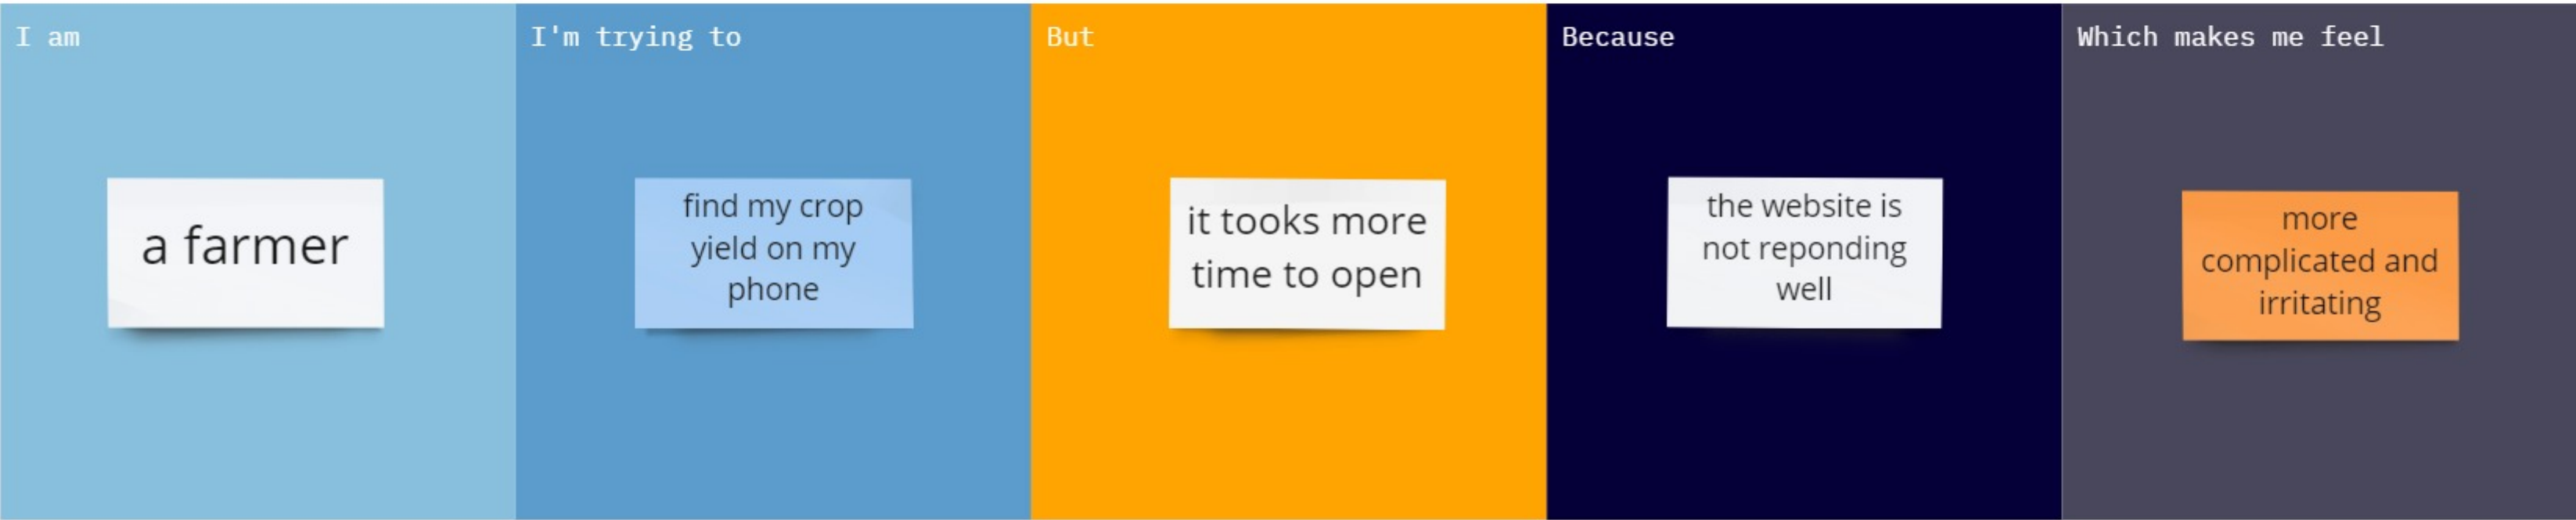 I am
a farmer
I'm trying to
find my crop
yield on my
phone
But
it tooks more
time to open
Because
the website is
not reponding
well
Which makes me feel
more
complicated and
irritating